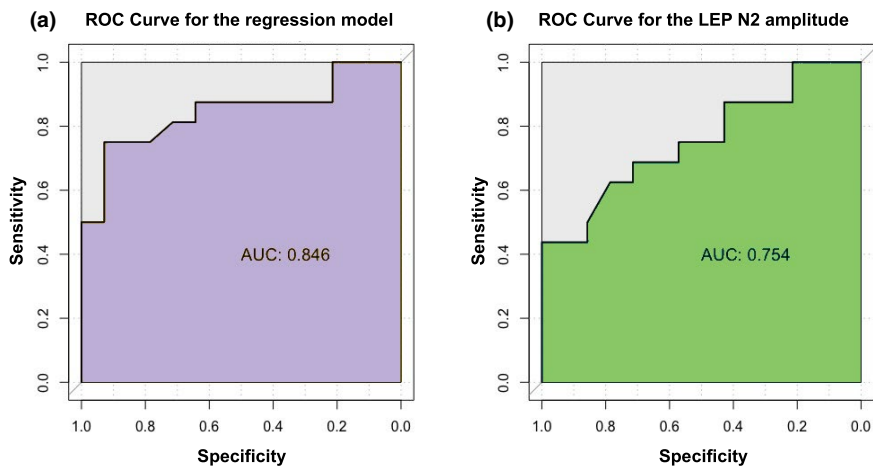 (a) ROC Curve for the regression model
1.0
0.8
0.6
0.4
0.2
0.0
Sensitivity
AUC: 0.846
1.0 0.8 0.6 0.4 0.2 0.0
Specificity
(b) ROC Curve for the LEP N2 amplitude
1.0
0.8
0.6
0.4
0.2
0.0
Sensitivity
AUC: 0.754
1.0 0.8 0.6 0.4 0.2 0.0
Specificity